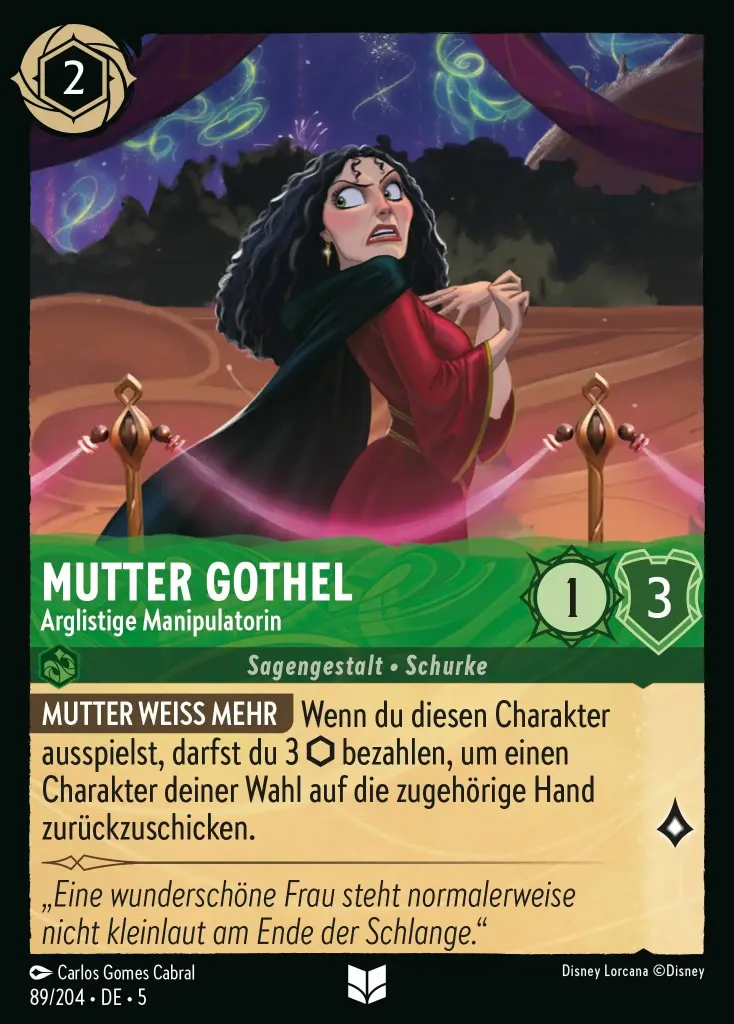 2
MUTTER GOTHEL
Arglistige Manipulatorin
1
3
Sagengestalt • Schurke
MUTTER WEISS MEHR Wenn du diesen Charakter
ausspielst, darfst du 3 ⬡ bezahlen, um einen
Charakter deiner Wahl auf die zugehörige Hand
zurückzuschicken.
„Eine wunderschöne Frau steht normalerweise
nicht kleinlaut am Ende der Schlange.“
Carlos Gomes Cabral
Disney Lorcana ©Disney
89/204 • DE • 5